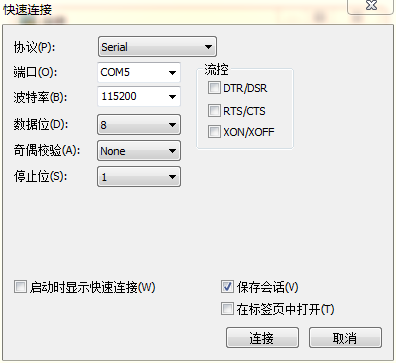 快速连接
协议(P): Serial
端口(O): COM5
波特率(B): 115200
数据位(D): 8
奇偶校验(A): None
停止位(S): 1
流控
DTR/DSR
RTS/CTS
XON/XOFF
启动时显示快速连接(W)
保存会话(V)
在标签页中打开(T)
连接 取消